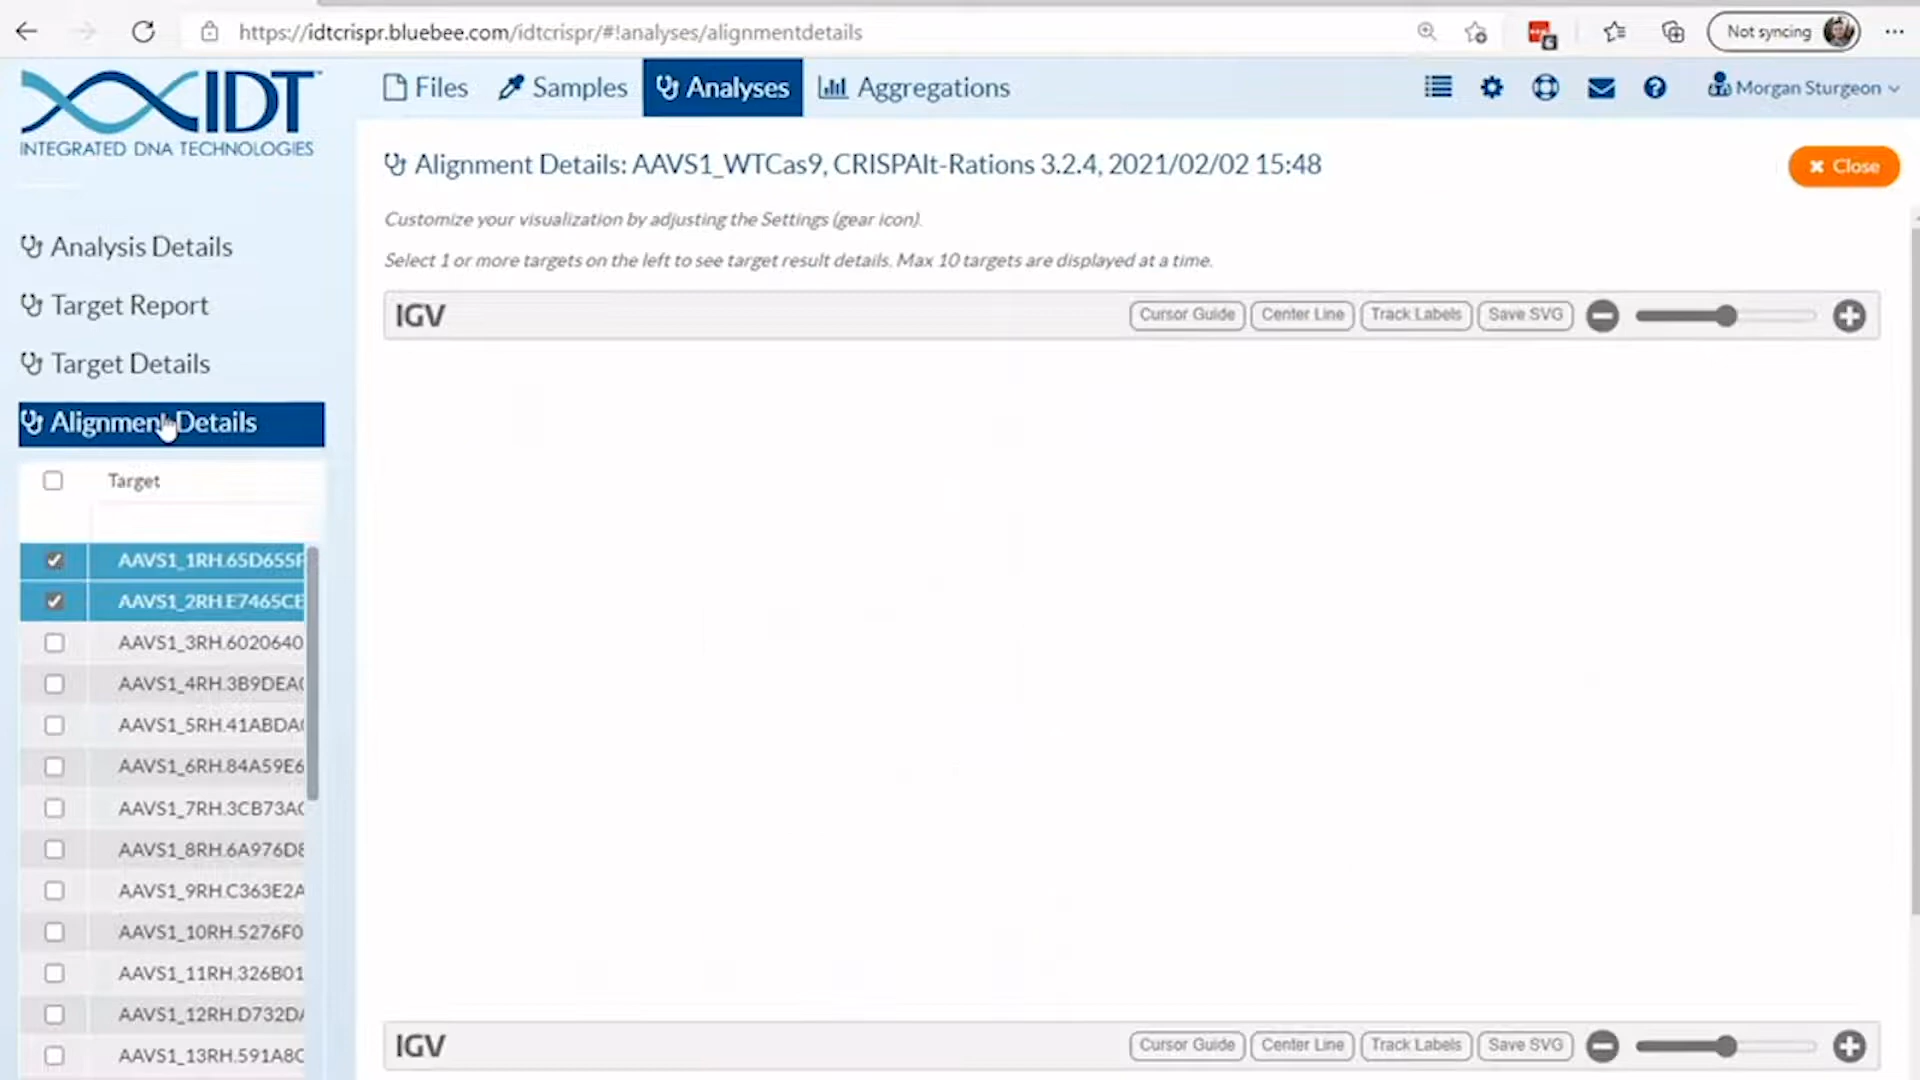 https://idtcrispr.bluebee.com/idtcrispr/#!analyses/alignmentdetails
Not syncing
IDT
INTEGRATED DNA TECHNOLOGIES
Files
Samples
Analyses
Aggregations
Morgan Sturgeon
Alignment Details: AAVS1_WTCas9, CRISPAlt-Rations 3.2.4, 2021/02/02 15:48
Close
Customize your visualization by adjusting the Settings (gear icon).
Select 1 or more targets on the left to see target result details. Max 10 targets are displayed at a time.
Analysis Details
Target Report
Target Details
Alignment Details
Target
AAVS1_1RH.65D655F
AAVS1_2RH.E7465CE
AAVS1_3RH.6020640
AAVS1_4RH.3B9DEA
AAVS1_5RH.41ABDA
AAVS1_6RH.84A59E6
AAVS1_7RH.3CB73A
AAVS1_8RH.6A976D8
AAVS1_9RH.C363E2A
AAVS1_10RH.5276F0
AAVS1_11RH.326B01
AAVS1_12RH.D732D
AAVS1_13RH.591A8C
IGV
Cursor Guide
Center Line
Track Labels
Save SVG
IGV
Cursor Guide
Center Line
Track Labels
Save SVG